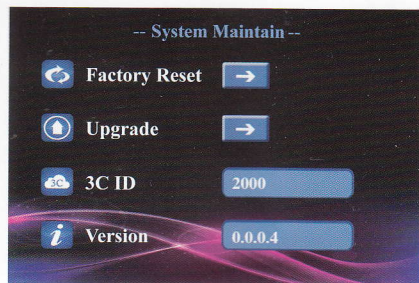 -- System Maintain --
Factory Reset
Upgrade
3C
3C ID 2000
i Version 0.0.0.4